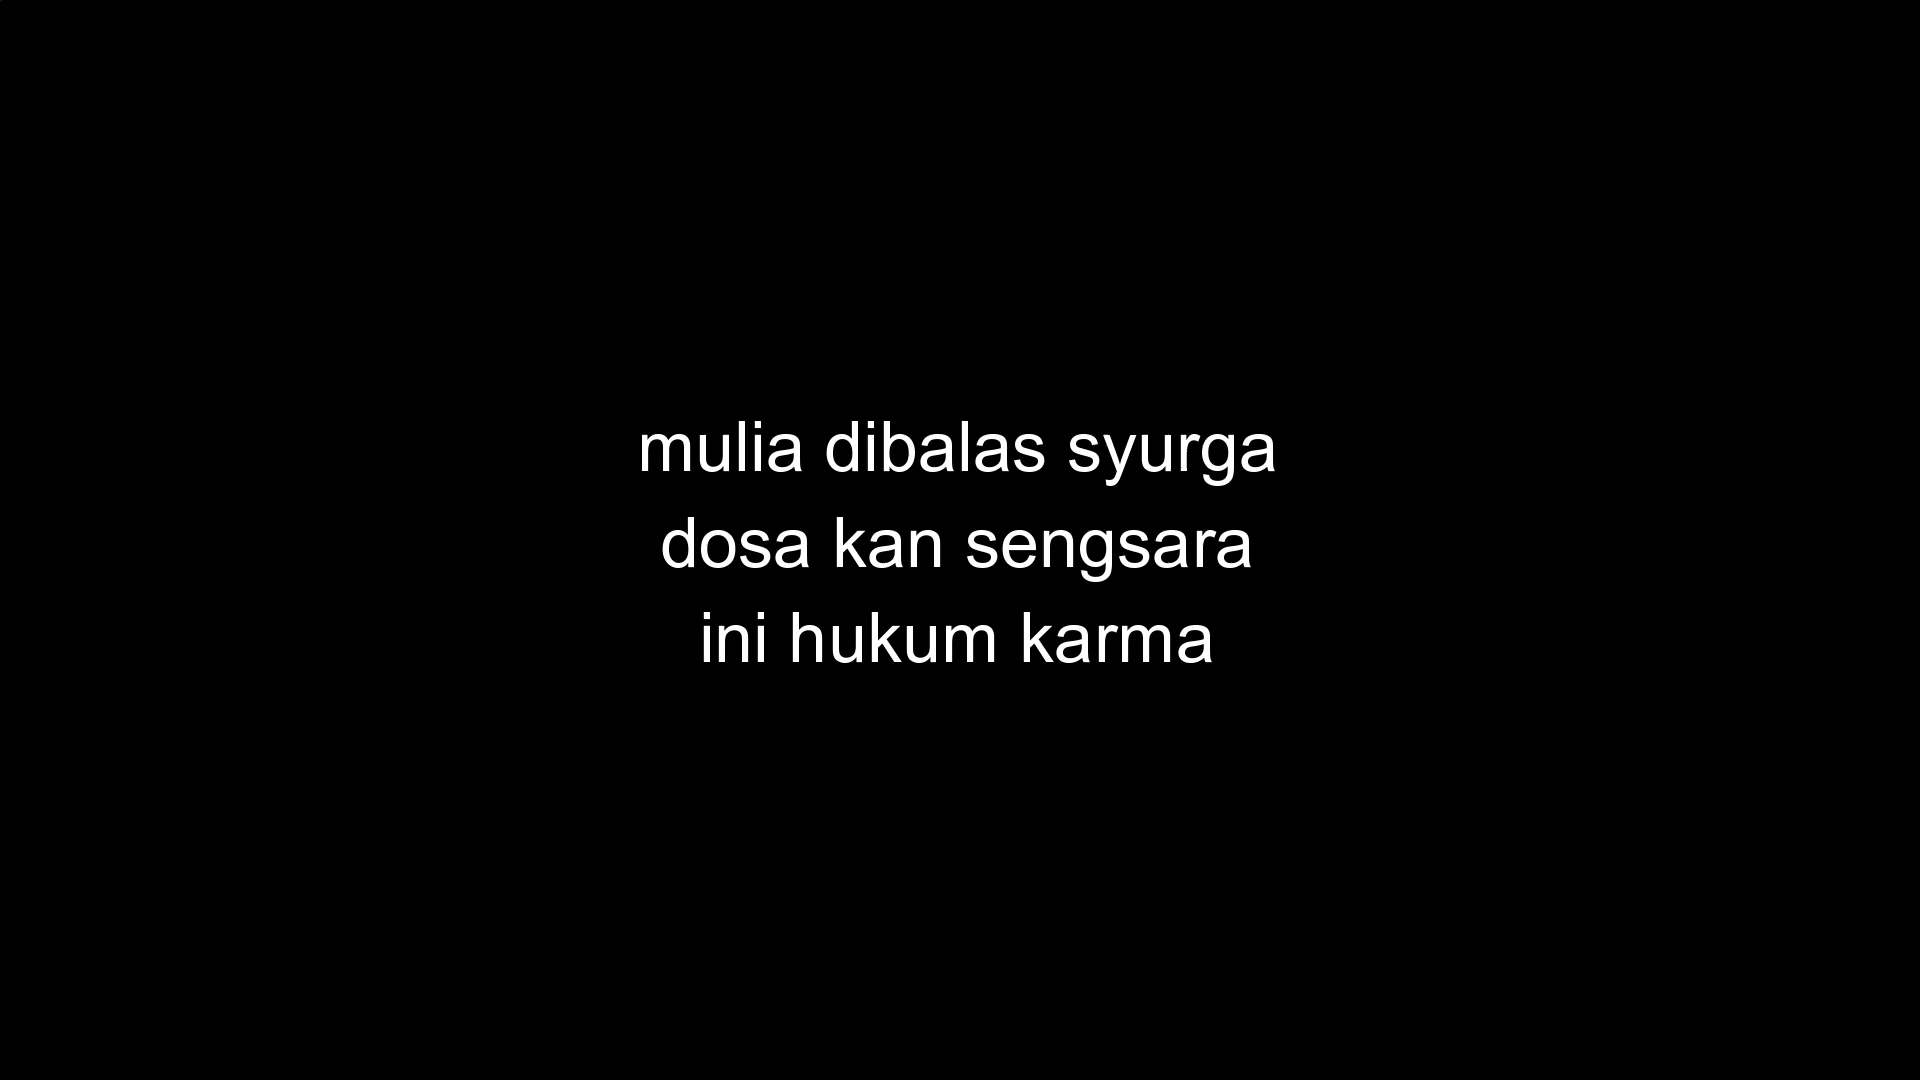 mulia dibalas syurga
dosa kan sengsara
ini hukum karma